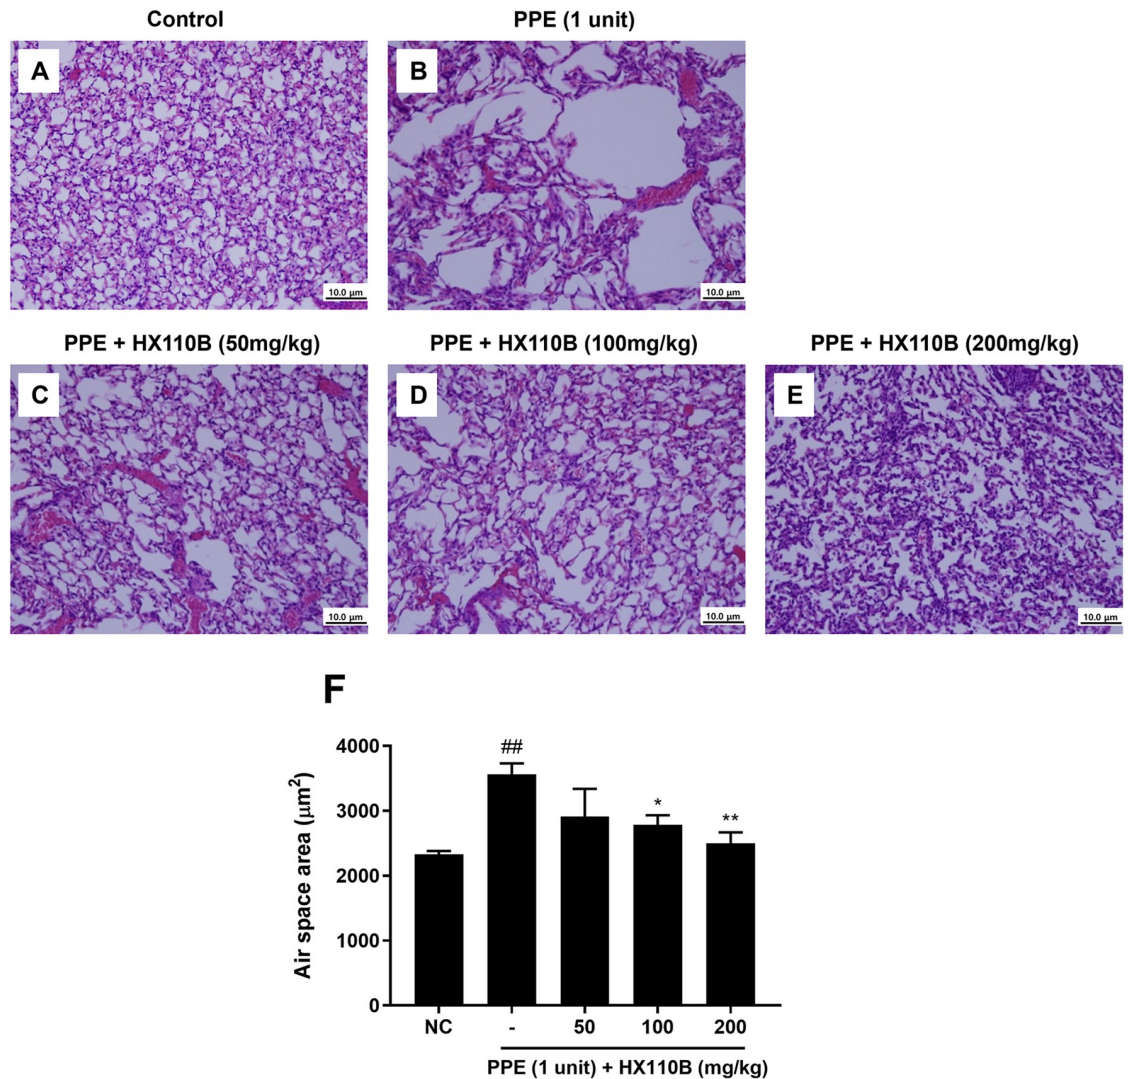 Control
PPE (1 unit)
A
B
10.0 µm
10.0 µm
PPE + HX110B (50mg/kg)
PPE + HX110B (100mg/kg)
PPE + HX110B (200mg/kg)
C
D
E
10.0 µm
10.0 µm
10.0 µm
F
Air space area (µm²)
4000
3000
2000
1000
0
##
*
**
NC
-
50
100
200
PPE (1 unit) + HX110B (mg/kg)